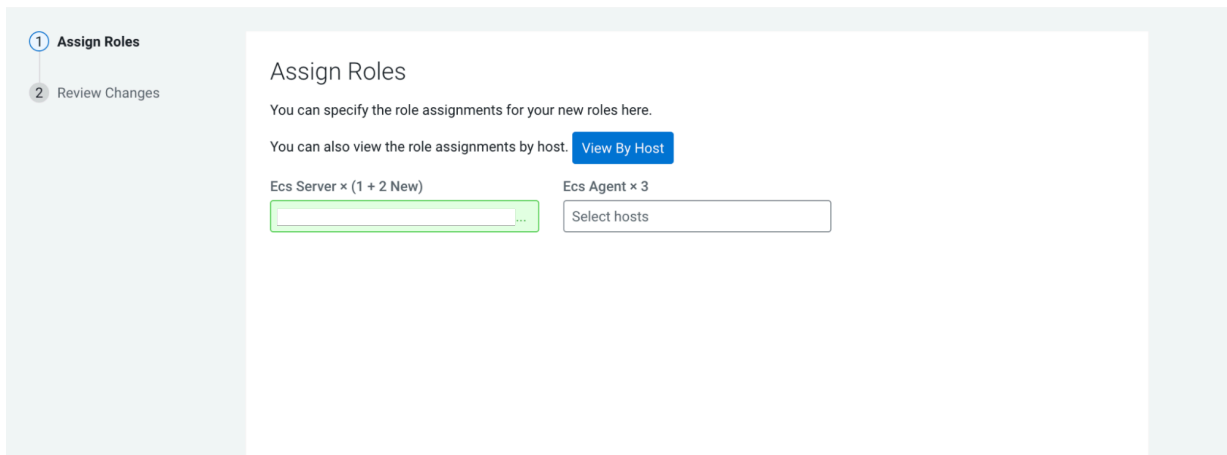 1 Assign Roles
2 Review Changes
Assign Roles
You can specify the role assignments for your new roles here.
You can also view the role assignments by host. View By Host
Ecs Server × (1 + 2 New)
Ecs Agent × 3
...
Select hosts